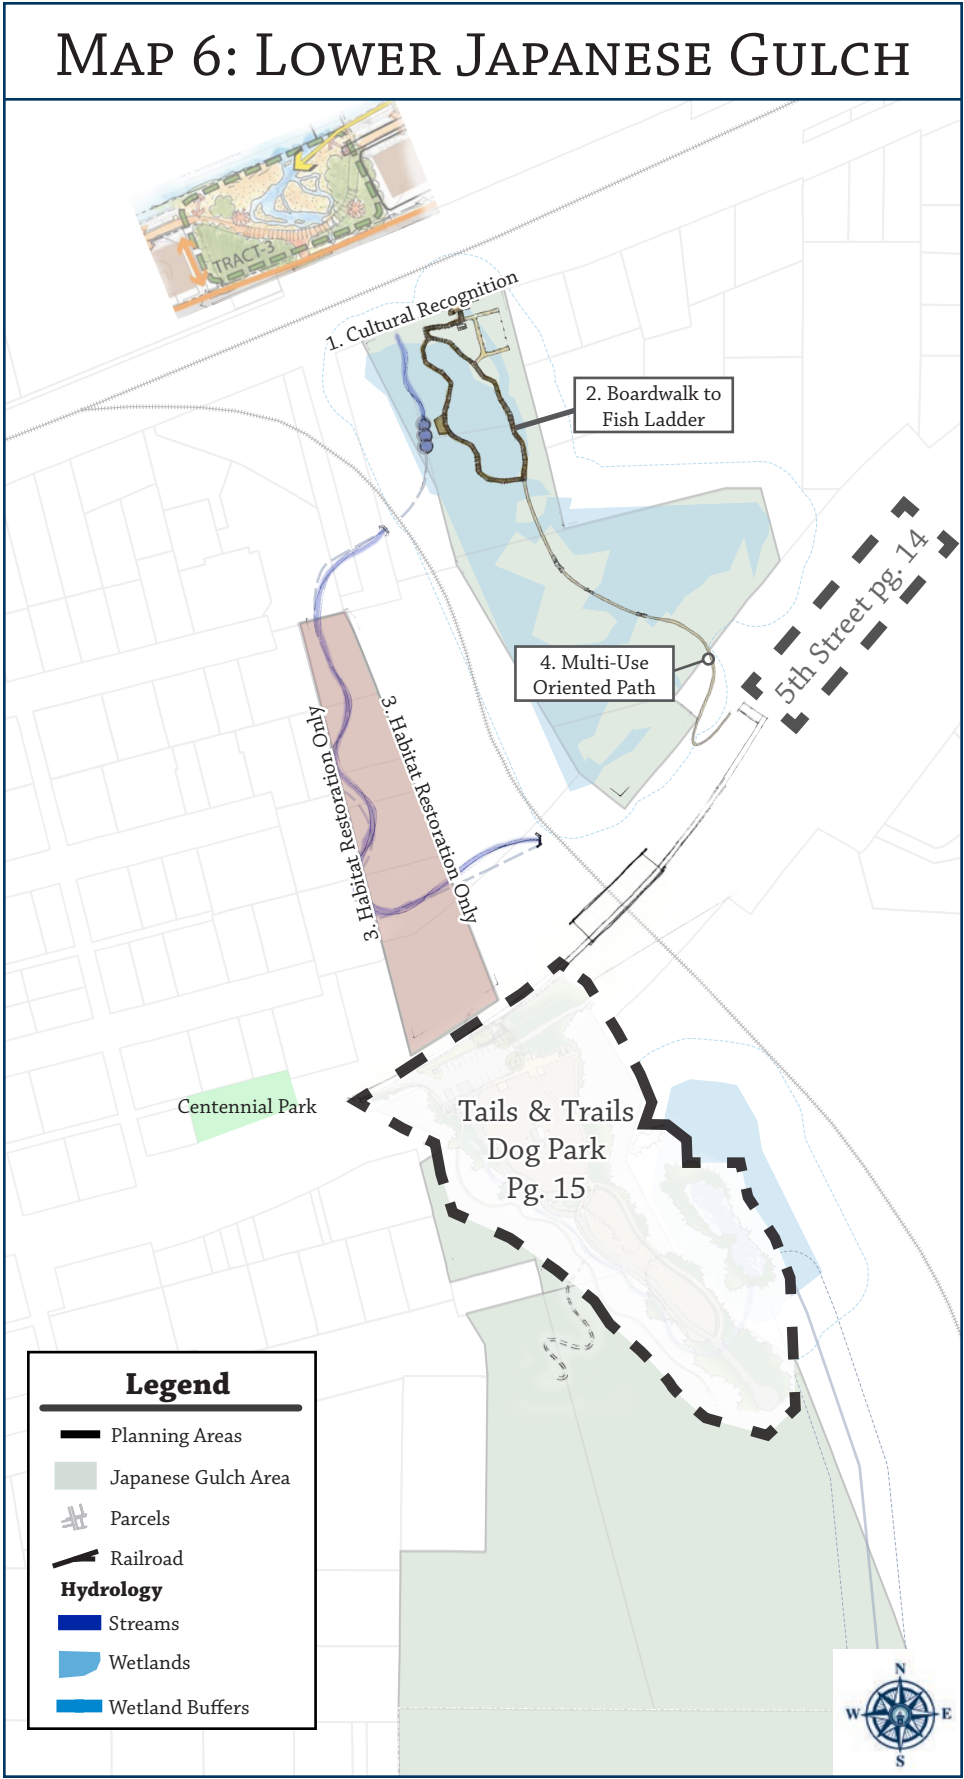 MAP 6: LOWER JAPANESE GULCH
TRACT-3
1. Cultural Recognition
2. Boardwalk to
Fish Ladder
5th Street pg. 14
4. Multi-Use
Oriented Path
3. Habitat Restoration Only
3. Habitat Restoration Only
Centennial Park
Tails & Trails
Dog Park
Pg. 15
Legend
Planning Areas
Japanese Gulch Area
Parcels
Railroad
Hydrology
Streams
Wetlands
Wetland Buffers
N
W
E
S